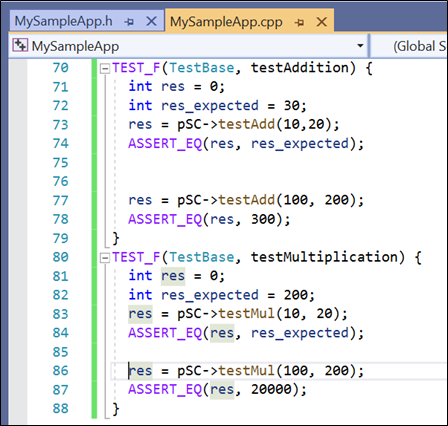 MySampleApp.h
MySampleApp.cpp
MySampleApp
(Global S
70 TEST_F(TestBase, testAddition) {
71 int res = 0;
72 int res_expected = 30;
73 res = pSC->testAdd(10,20);
74 ASSERT_EQ(res, res_expected);
75
76
77 res = pSC->testAdd(100, 200);
78 ASSERT_EQ(res, 300);
79 }
80 TEST_F(TestBase, testMultiplication) {
81 int res = 0;
82 int res_expected = 200;
83 res = pSC->testMul(10, 20);
84 ASSERT_EQ(res, res_expected);
85
86 res = pSC->testMul(100, 200);
87 ASSERT_EQ(res, 20000);
88 }